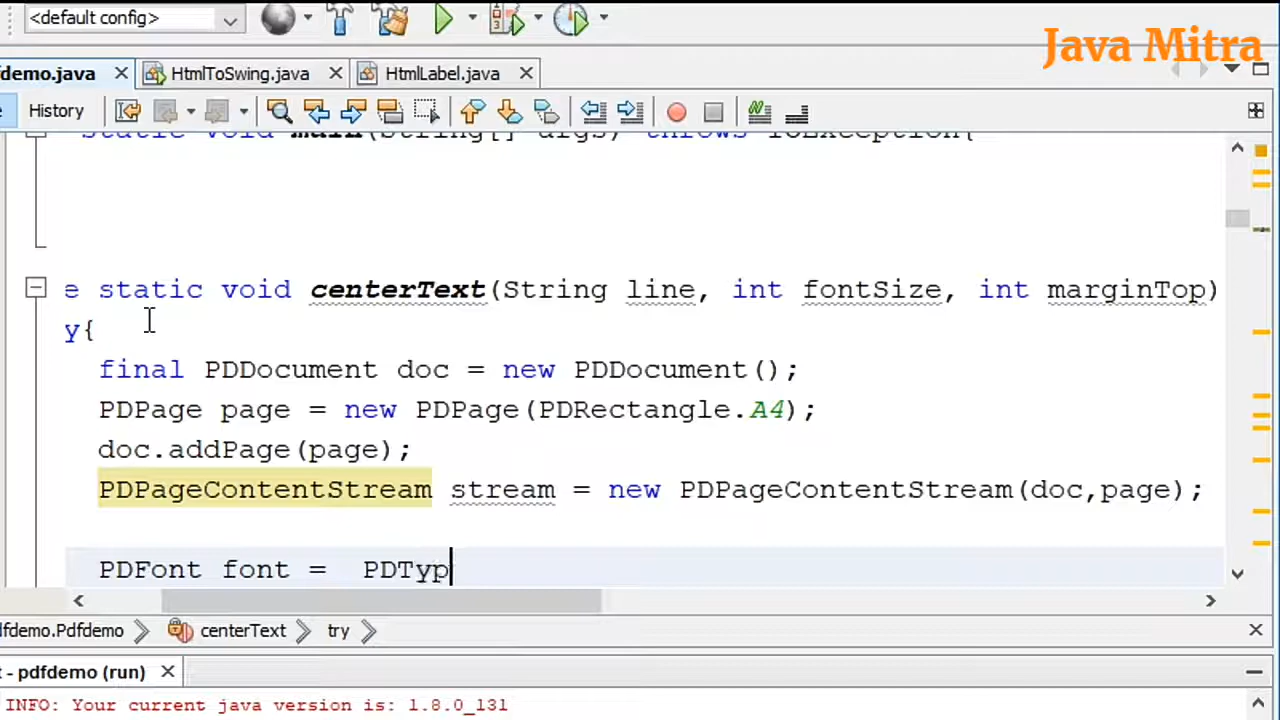 <default config>
Java Mitra
fdemo.java
HtmlToSwing.java
HtmlLabel.java
History
static void main(String[] args) throws IOException{
e static void centerText(String line, int fontSize, int marginTop)
y{
final PDDocument doc = new PDDocument();
PDPage page = new PDPage(PDRectangle.A4);
doc.addPage(page);
PDPageContentStream stream = new PDPageContentStream(doc,page);
PDFont font =  PDTyp
dfdemo.Pdfdemo
centerText
try
t - pdfdemo (run)
INFO: Your current java version is: 1.8.0_131